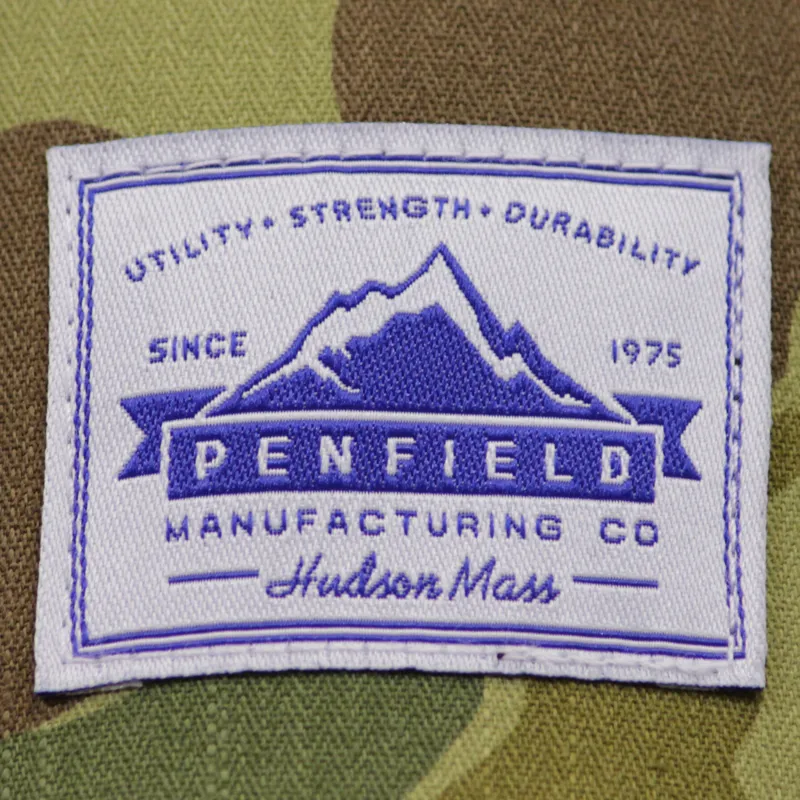 UTILITY • STRENGTH • DURABILITY
SINCE 1975
PENFIELD
MANUFACTURING CO
Hudson Mass